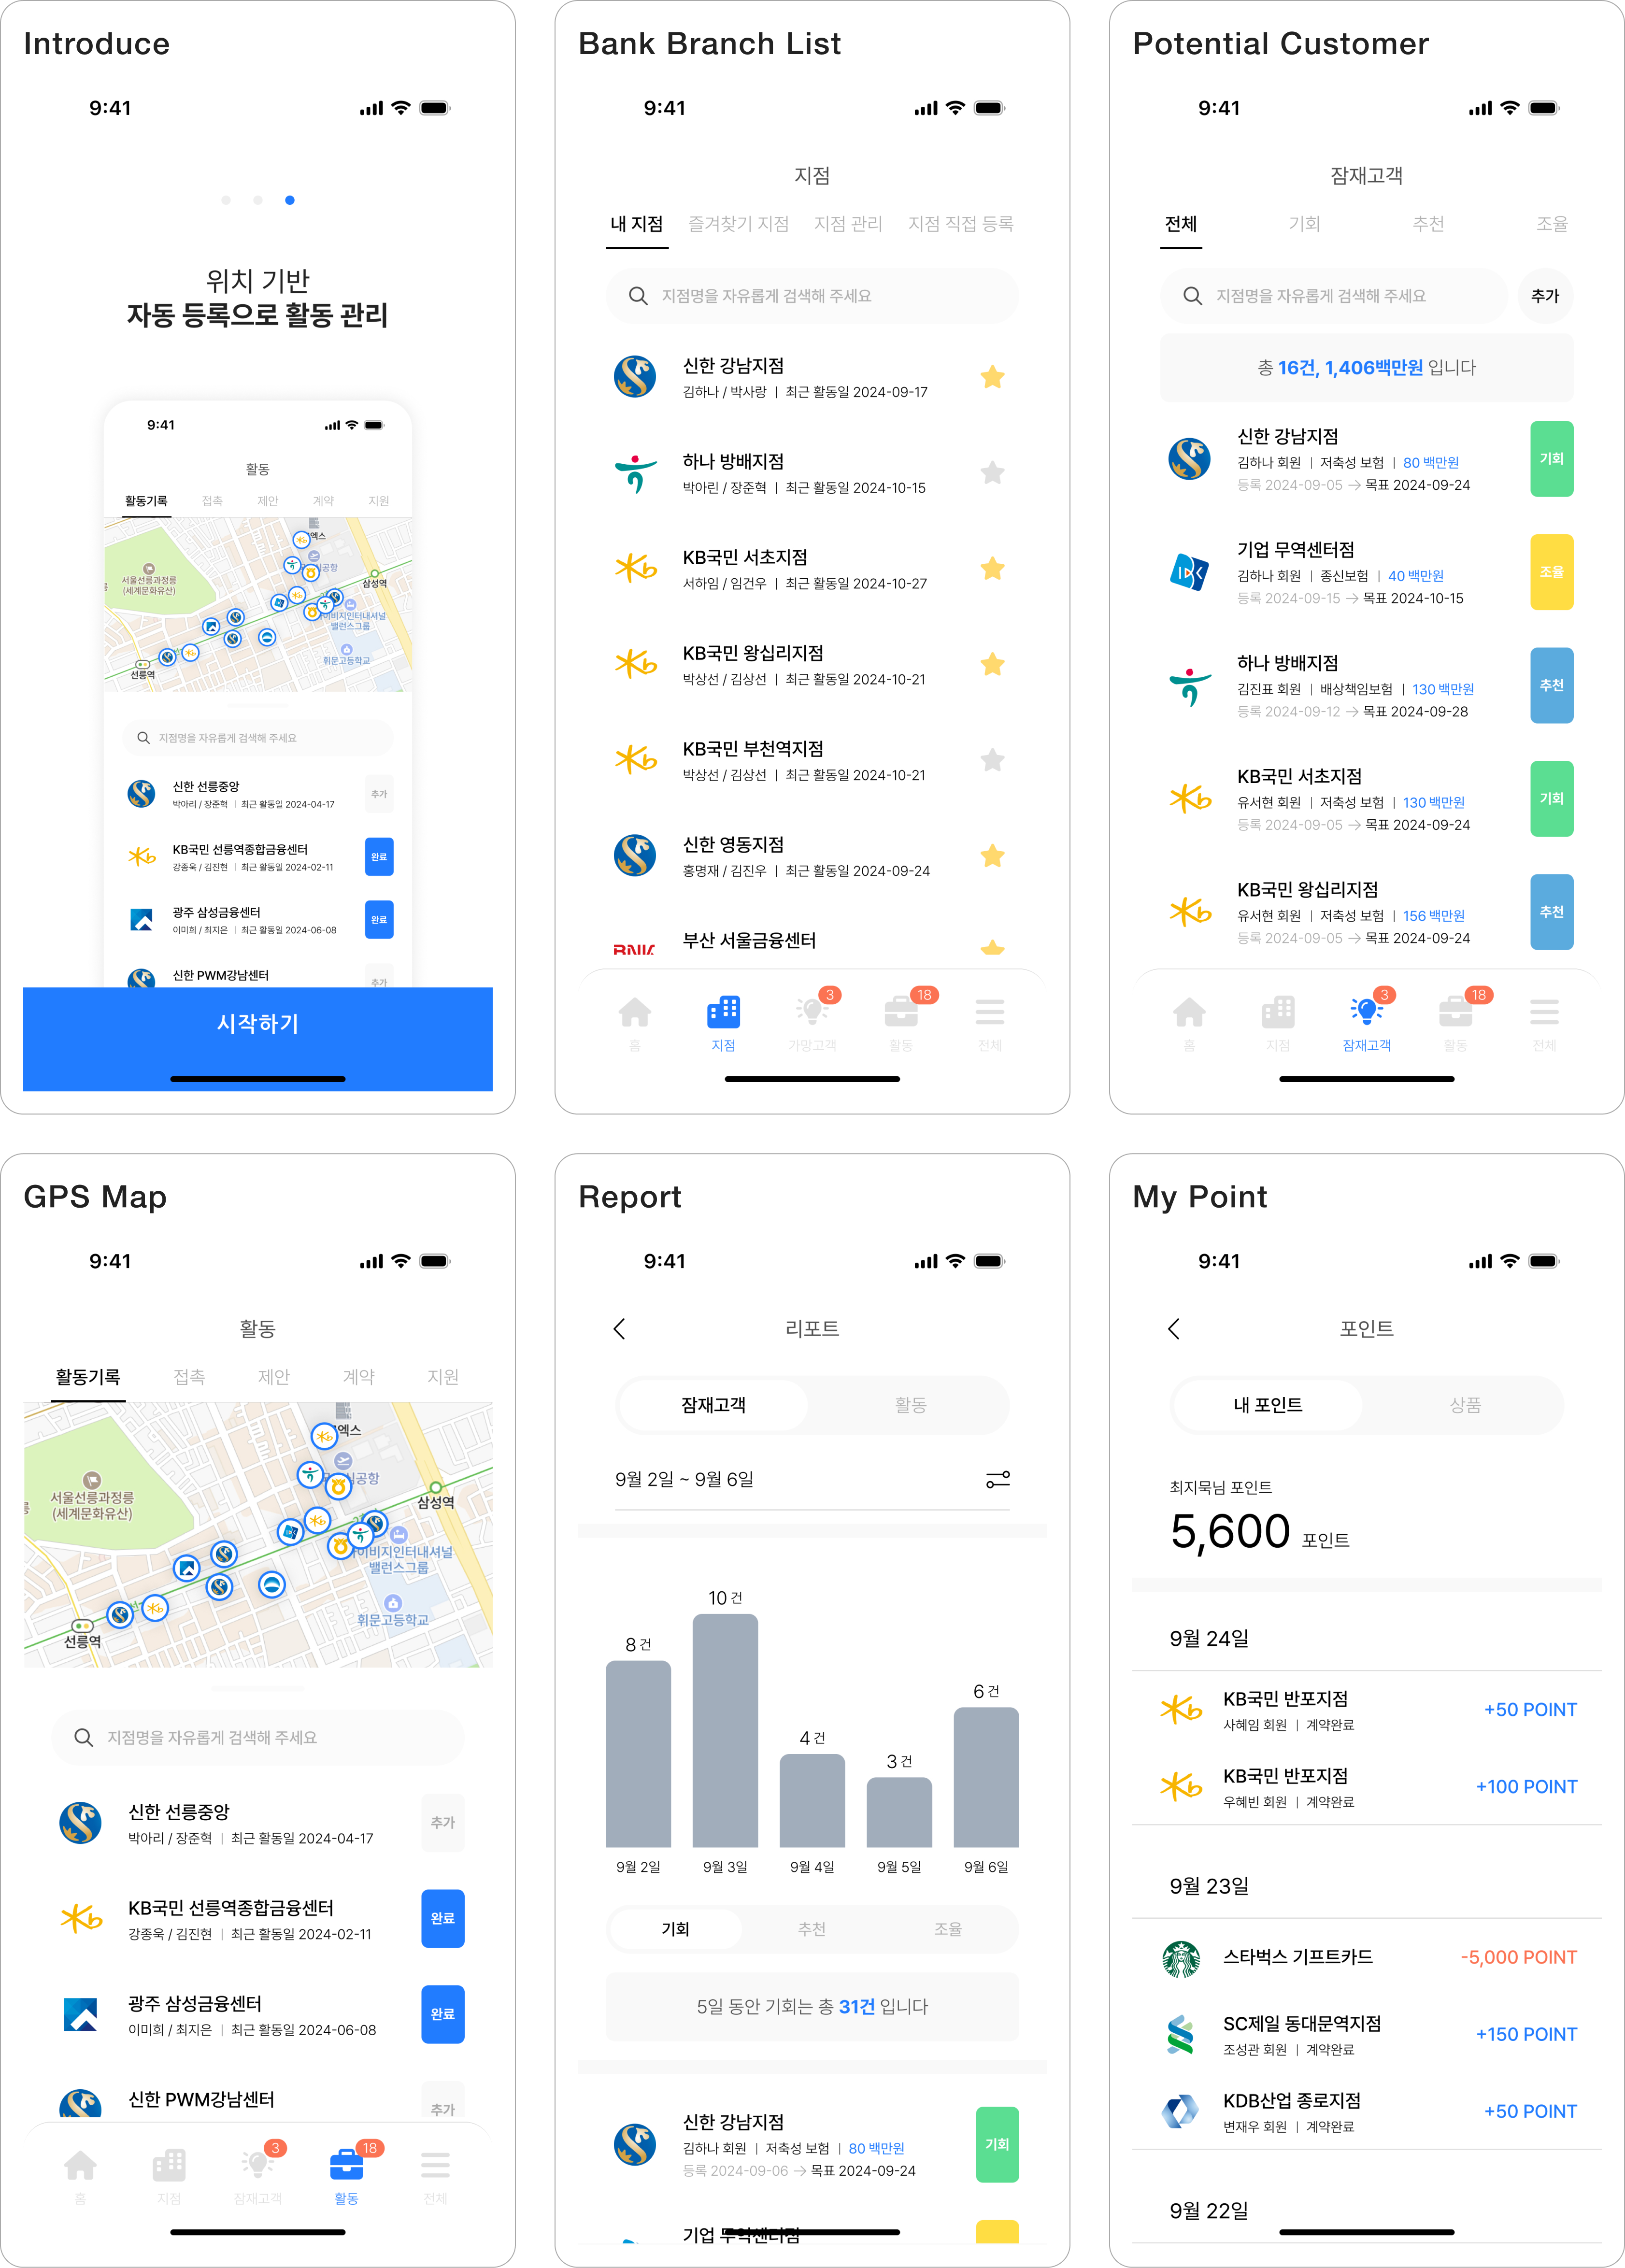 Introduce
9:41
위치 기반
자동 등록으로 활동 관리
9:41
활동
활동기록 접촉 제안 계약 지원
엑스
공항
삼성역
서울선릉과정릉
(세계문화유산)
이비지인터내셔널
밸런스그룹
휘문고등학교
선릉역
지점명을 자유롭게 검색해 주세요
신한 선릉중앙
박아리 / 장준혁 | 최근 활동일 2024-04-17
추가
KB국민 선릉역종합금융센터
강종욱 / 김진현 | 최근 활동일 2024-02-11
완료
광주 삼성금융센터
이미희 / 최지은 | 최근 활동일 2024-06-08
완료
신한 PWM강남센터
추가
시작하기
Bank Branch List
9:41
지점
내 지점 즐겨찾기 지점 지점 관리 지점 직접 등록
지점명을 자유롭게 검색해 주세요
신한 강남지점
김하나 / 박사랑 | 최근 활동일 2024-09-17
하나 방배지점
박아린 / 장준혁 | 최근 활동일 2024-10-15
KB국민 서초지점
서하임 / 임건우 | 최근 활동일 2024-10-27
KB국민 왕십리지점
박상선 / 김상선 | 최근 활동일 2024-10-21
KB국민 부천역지점
박상선 / 김상선 | 최근 활동일 2024-10-21
신한 영동지점
홍명재 / 김진우 | 최근 활동일 2024-09-24
부산 서울금융센터
BNK
3 18
홈 지점 가망고객 활동 전체
Potential Customer
9:41
잠재고객
전체 기회 추천 조율
지점명을 자유롭게 검색해 주세요
추가
총 16건, 1,406백만원 입니다
신한 강남지점
김하나 회원 | 저축성 보험 | 80 백만원
등록 2024-09-05 → 목표 2024-09-24
기회
기업 무역센터점
김하나 회원 | 종신보험 | 40 백만원
등록 2024-09-15 → 목표 2024-10-15
조율
하나 방배지점
김진표 회원 | 배상책임보험 | 130 백만원
등록 2024-09-12 → 목표 2024-09-28
추천
KB국민 서초지점
유서현 회원 | 저축성 보험 | 130 백만원
등록 2024-09-05 → 목표 2024-09-24
기회
KB국민 왕십리지점
유서현 회원 | 저축성 보험 | 156 백만원
등록 2024-09-05 → 목표 2024-09-24
추천
3 18
홈 지점 잠재고객 활동 전체
GPS Map
9:41
활동
활동기록 접촉 제안 계약 지원
엑스
공항
삼성역
서울선릉과정릉
(세계문화유산)
이비지인터내셔널
밸런스그룹
휘문고등학교
선릉역
지점명을 자유롭게 검색해 주세요
신한 선릉중앙
박아리 / 장준혁 | 최근 활동일 2024-04-17
추가
KB국민 선릉역종합금융센터
강종욱 / 김진현 | 최근 활동일 2024-02-11
완료
광주 삼성금융센터
이미희 / 최지은 | 최근 활동일 2024-06-08
완료
신한 PWM강남센터
추가
3 18
홈 지점 잠재고객 활동 전체
Report
9:41
리포트
잠재고객 활동
9월 2일 ~ 9월 6일
8 건
10 건
4 건
3 건
6 건
9월 2일 9월 3일 9월 4일 9월 5일 9월 6일
기회 추천 조율
5일 동안 기회는 총 31건 입니다
신한 강남지점
김하나 회원 | 저축성 보험 | 80 백만원
등록 2024-09-06 → 목표 2024-09-24
기회
기업 무역센터점
My Point
9:41
포인트
내 포인트 상품
최지묵님 포인트
5,600 포인트
9월 24일
KB국민 반포지점
사혜임 회원 | 계약완료
+50 POINT
KB국민 반포지점
우혜빈 회원 | 계약완료
+100 POINT
9월 23일
스타벅스 기프트카드
-5,000 POINT
SC제일 동대문역지점
조성관 회원 | 계약완료
+150 POINT
KDB산업 종로지점
변재우 회원 | 계약완료
+50 POINT
9월 22일